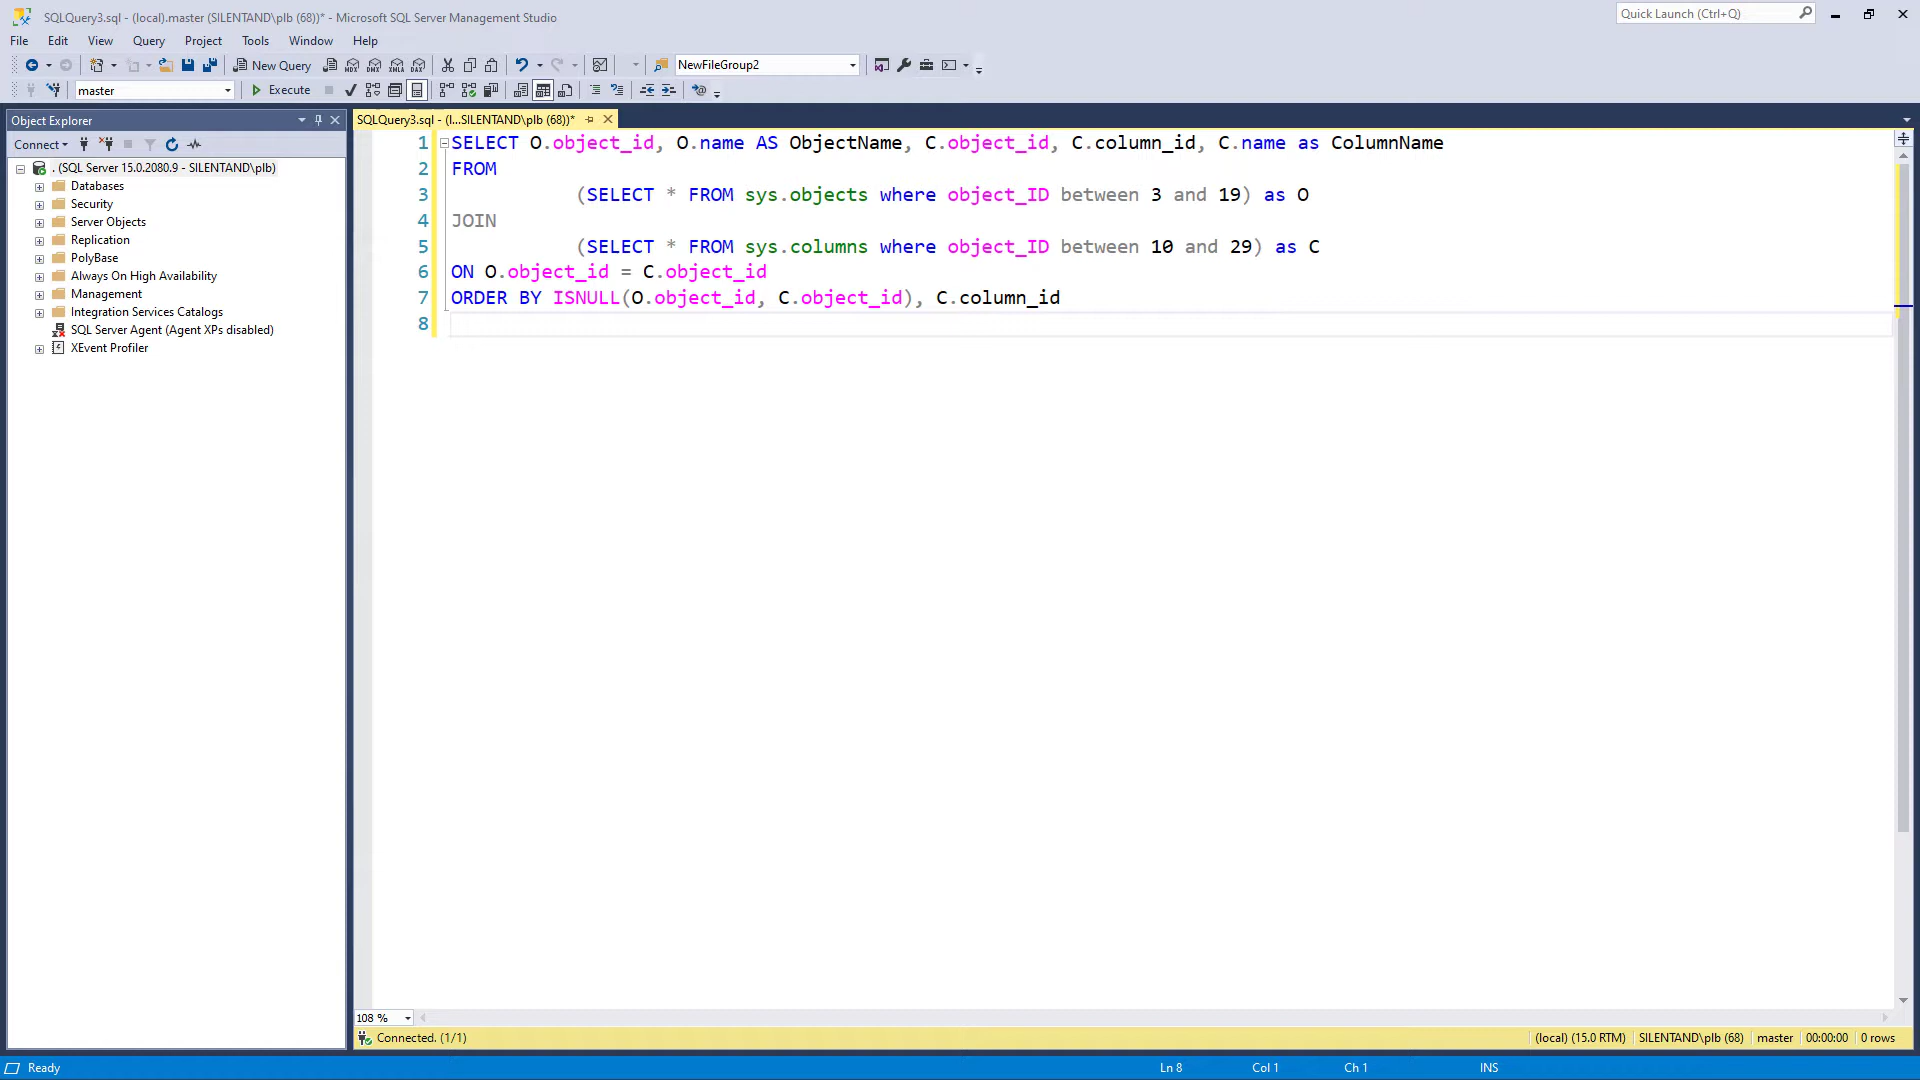 SQLQuery3.sql - (local).master (SILENTAND\plb (68))* - Microsoft SQL Server Management Studio
Quick Launch (Ctrl+Q)
File Edit View Query Project Tools Window Help
New Query
MDX DMX XMLA DAX
NewFileGroup2
master
Execute
Object Explorer
SQLQuery3.sql - (l...SILENTAND\plb (68))*
Connect
. (SQL Server 15.0.2080.9 - SILENTAND\plb)
Databases
Security
Server Objects
Replication
PolyBase
Always On High Availability
Management
Integration Services Catalogs
SQL Server Agent (Agent XPs disabled)
XEvent Profiler
1 SELECT O.object_id, O.name AS ObjectName, C.object_id, C.column_id, C.name as ColumnName
2 FROM
3 (SELECT * FROM sys.objects where object_ID between 3 and 19) as O
4 JOIN
5 (SELECT * FROM sys.columns where object_ID between 10 and 29) as C
6 ON O.object_id = C.object_id
7 ORDER BY ISNULL(O.object_id, C.object_id), C.column_id
8
108 %
Connected. (1/1)
(local) (15.0 RTM) SILENTAND\plb (68) master 00:00:00 0 rows
Ready
Ln 8 Col 1 Ch 1 INS